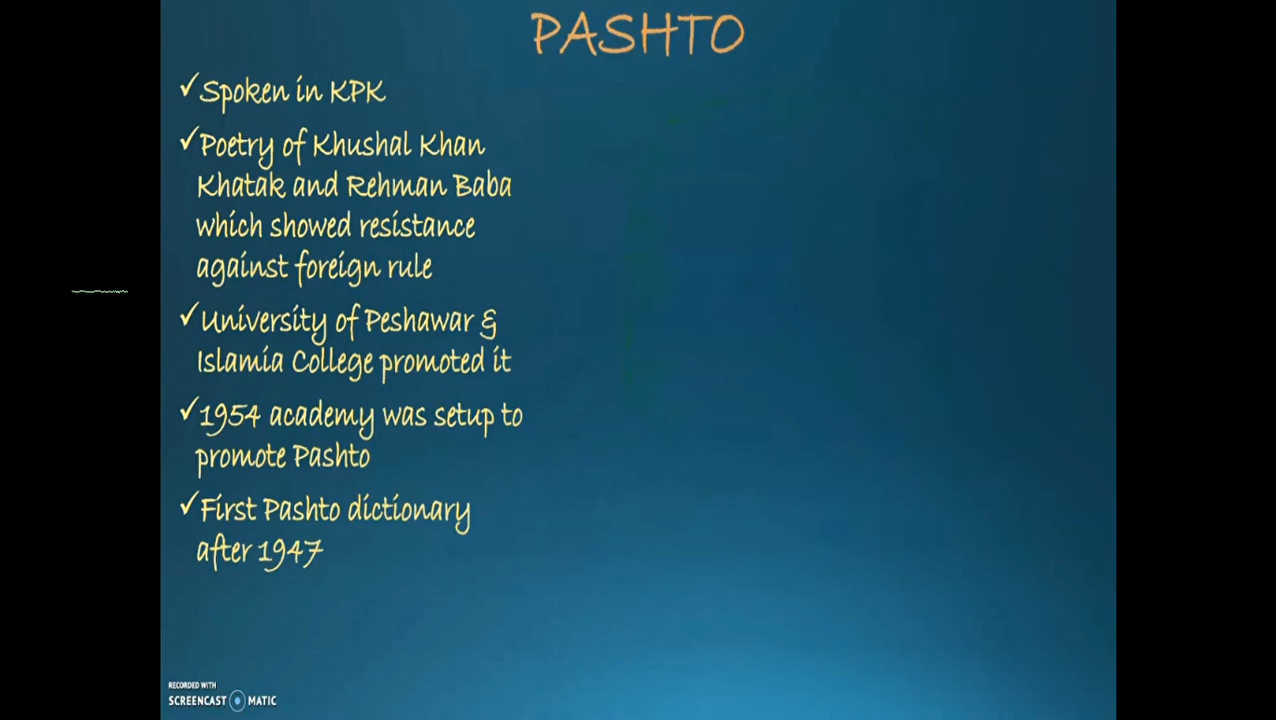 PASHTO
✓Spoken in KPK
✓Poetry of Khushal Khan
Khatak and Rehman Baba
which showed resistance
against foreign rule
✓University of Peshawar &
Islamia College promoted it
✓1954 academy was setup to
promote Pashto
✓First Pashto dictionary
after 1947
RECORDED WITH
SCREENCAST MATIC